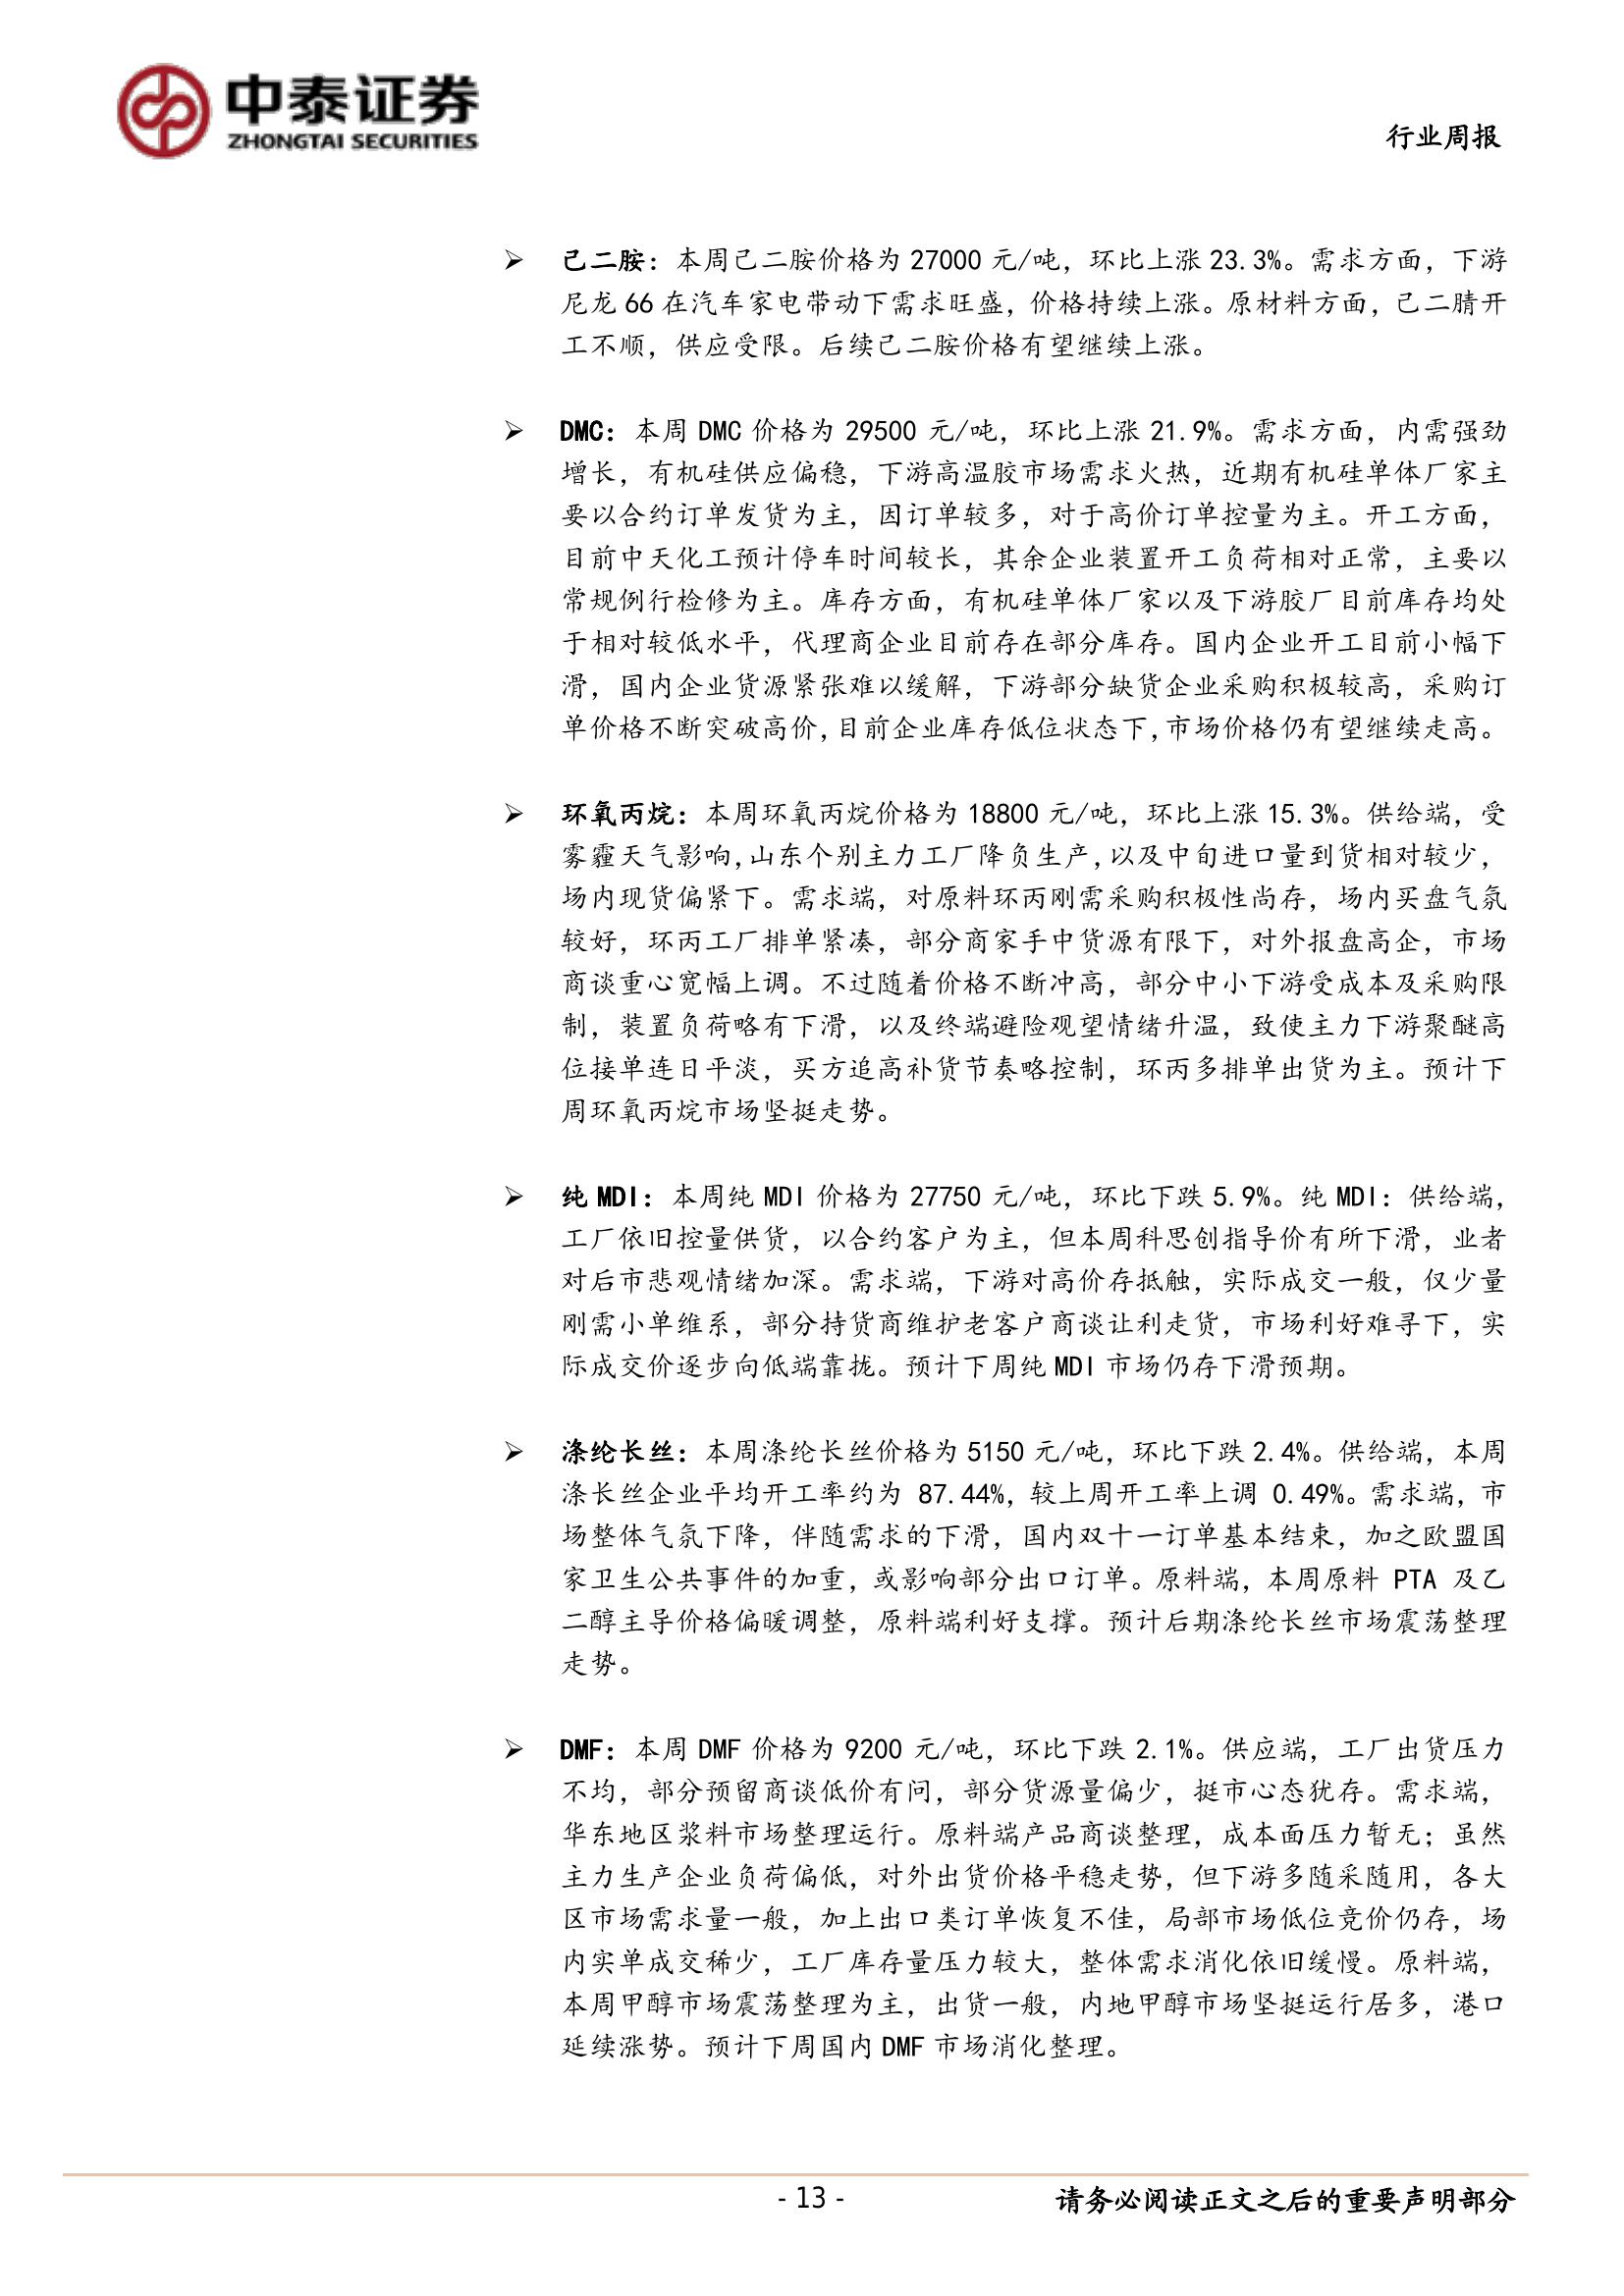 中泰证券
ZHONGTAI SECURITIES
行业周报
➢ 己二胺：本周己二胺价格为 27000 元/吨，环比上涨 23.3%。需求方面，下游
尼龙 66 在汽车家电带动下需求旺盛，价格持续上涨。原材料方面，己二腈开
工不顺，供应受限。后续己二胺价格有望继续上涨。
➢ DMC：本周 DMC 价格为 29500 元/吨，环比上涨 21.9%。需求方面，内需强劲
增长，有机硅供应偏稳，下游高温胶市场需求火热，近期有机硅单体厂家主
要以合约订单发货为主，因订单较多，对于高价订单控量为主。开工方面，
目前中天化工预计停车时间较长，其余企业装置开工负荷相对正常，主要以
常规例行检修为主。库存方面，有机硅单体厂家以及下游胶厂目前库存均处
于相对较低水平，代理商企业目前存在部分库存。国内企业开工目前小幅下
滑，国内企业货源紧张难以缓解，下游部分缺货企业采购积极较高，采购订
单价格不断突破高价,目前企业库存低位状态下,市场价格仍有望继续走高。
➢ 环氧丙烷：本周环氧丙烷价格为 18800 元/吨，环比上涨 15.3%。供给端，受
雾霾天气影响,山东个别主力工厂降负生产,以及中旬进口量到货相对较少，
场内现货偏紧下。需求端，对原料环丙刚需采购积极性尚存，场内买盘气氛
较好，环丙工厂排单紧凑，部分商家手中货源有限下，对外报盘高企，市场
商谈重心宽幅上调。不过随着价格不断冲高，部分中小下游受成本及采购限
制，装置负荷略有下滑，以及终端避险观望情绪升温，致使主力下游聚醚高
位接单连日平淡，买方追高补货节奏略控制，环丙多排单出货为主。预计下
周环氧丙烷市场坚挺走势。
➢ 纯 MDI：本周纯 MDI 价格为 27750 元/吨，环比下跌 5.9%。纯 MDI：供给端，
工厂依旧控量供货，以合约客户为主，但本周科思创指导价有所下滑，业者
对后市悲观情绪加深。需求端，下游对高价存抵触，实际成交一般，仅少量
刚需小单维系，部分持货商维护老客户商谈让利走货，市场利好难寻下，实
际成交价逐步向低端靠拢。预计下周纯 MDI 市场仍存下滑预期。
➢ 涤纶长丝：本周涤纶长丝价格为 5150 元/吨，环比下跌 2.4%。供给端，本周
涤长丝企业平均开工率约为 87.44%，较上周开工率上调 0.49%。需求端，市
场整体气氛下降，伴随需求的下滑，国内双十一订单基本结束，加之欧盟国
家卫生公共事件的加重，或影响部分出口订单。原料端，本周原料 PTA 及乙
二醇主导价格偏暖调整，原料端利好支撑。预计后期涤纶长丝市场震荡整理
走势。
➢ DMF：本周 DMF 价格为 9200 元/吨，环比下跌 2.1%。供应端，工厂出货压力
不均，部分预留商谈低价有问，部分货源量偏少，挺市心态犹存。需求端，
华东地区浆料市场整理运行。原料端产品商谈整理，成本面压力暂无；虽然
主力生产企业负荷偏低，对外出货价格平稳走势，但下游多随采随用，各大
区市场需求量一般，加上出口类订单恢复不佳，局部市场低位竞价仍存，场
内实单成交稀少，工厂库存量压力较大，整体需求消化依旧缓慢。原料端，
本周甲醇市场震荡整理为主，出货一般，内地甲醇市场坚挺运行居多，港口
延续涨势。预计下周国内 DMF 市场消化整理。
- 13 -
请务必阅读正文之后的重要声明部分